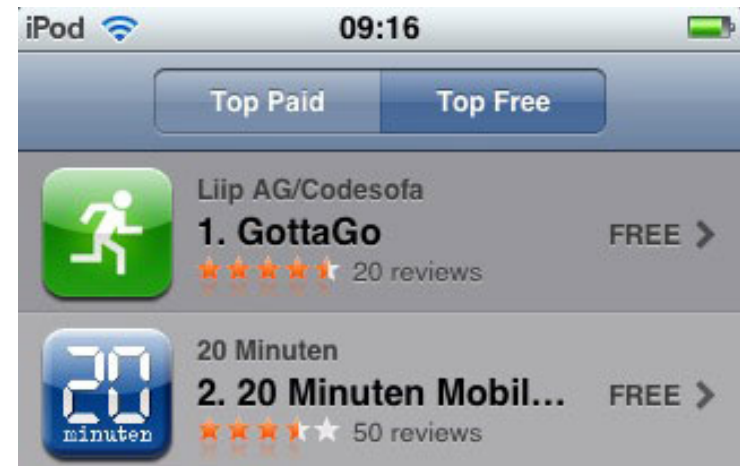 iPod 09:16
Top Paid Top Free
Liip AG/Codesofa
1. GottaGo FREE
20 reviews
20 Minuten
20 minuten
2. 20 Minuten Mobil... FREE
50 reviews